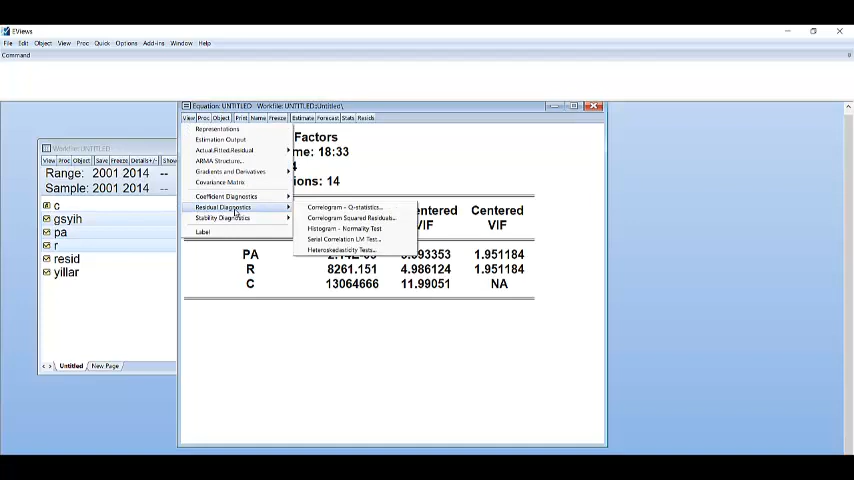 EViews
File Edit Object View Proc Quick Options Add-ins Window Help
Command
Equation: UNTITLED Workfile: UNTITLED::Untitled\
View Proc Object Print Name Freeze Estimate Forecast Stats Resids
Representations
Estimation Output
Actual,Fitted,Residual
ARMA Structure...
Gradients and Derivatives
Covariance Matrix
Coefficient Diagnostics
Residual Diagnostics
Stability Diagnostics
Label
Correlogram - Q-statistics...
Correlogram Squared Residuals...
Histogram - Normality Test
Serial Correlation LM Test...
Heteroskedasticity Tests...
Factors
me: 18:33
4
ons: 14
entered Centered
VIF VIF
PA 1.951184
R 8261.151 4.986124 1.951184
C 13064666 11.99051 NA
Workfile: UNTITLED
View Proc Object Save Freeze Details+/- Show
Range: 2001 2014 --
Sample: 2001 2014 --
c
gsyih
pa
r
resid
yillar
Untitled New Page